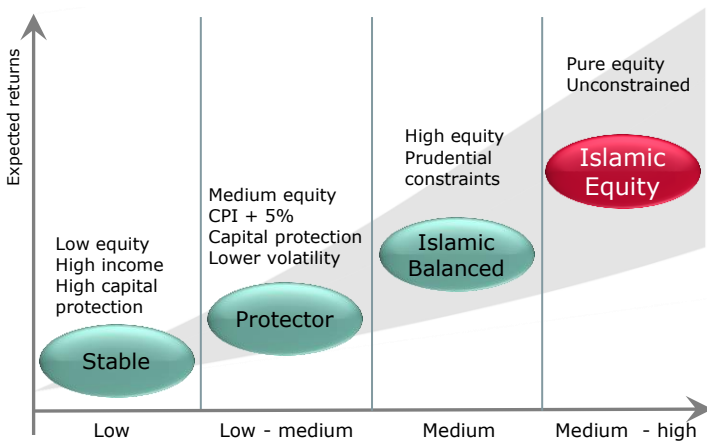 Expected returns
Pure equity
Unconstrained
Islamic
Equity
High equity
Prudential
constraints
Islamic
Balanced
Medium equity
CPI + 5%
Capital protection
Lower volatility
Protector
Low equity
High income
High capital
protection
Stable
Low
Low - medium
Medium
Medium - high